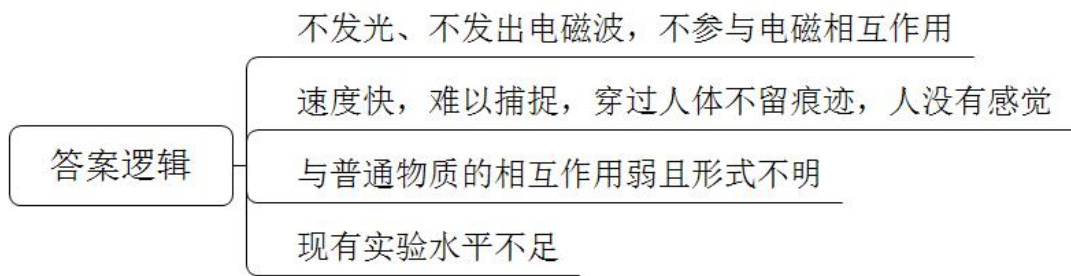 不发光、不发出电磁波，不参与电磁相互作用
速度快，难以捕捉，穿过人体不留痕迹，人没有感觉
答案逻辑
与普通物质的相互作用弱且形式不明
现有实验水平不足